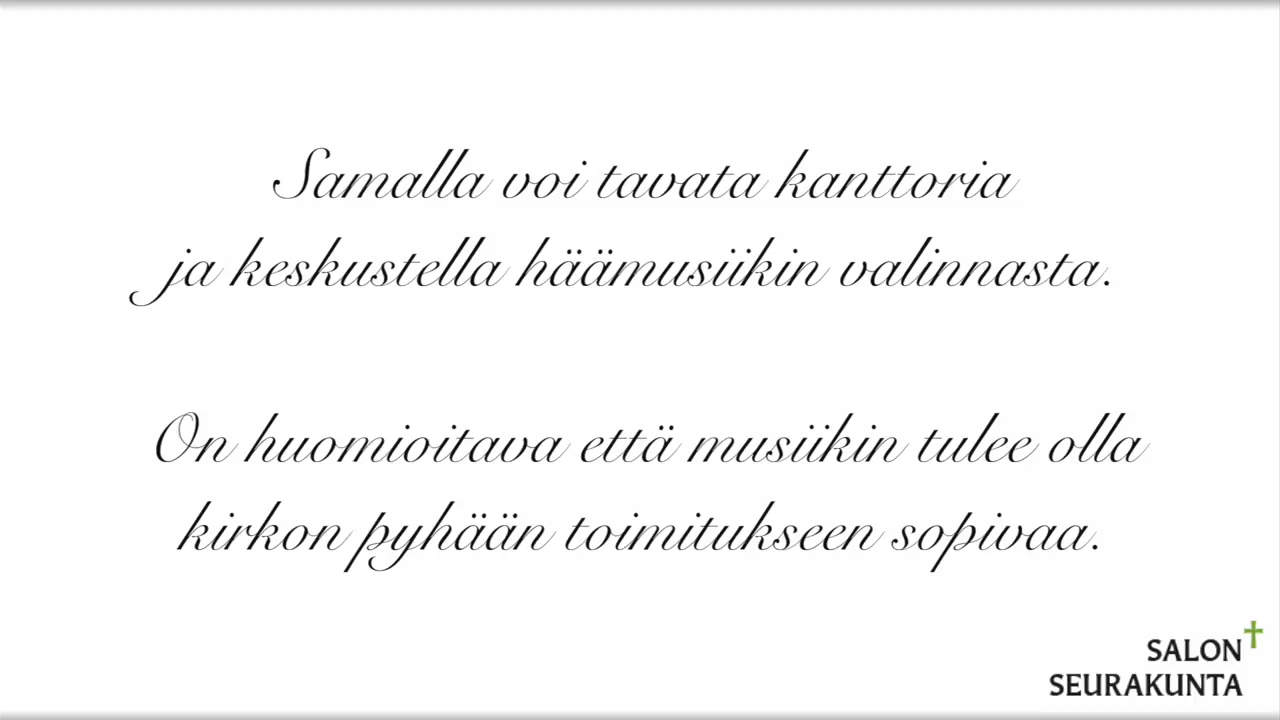 Samalla voi tavata kanttoria
ja keskustella häämusiikin valinnasta.
On huomioitava että musiikin tulee olla
kirkon pyhään toimitukseen sopivaa.
SALON
SEURAKUNTA